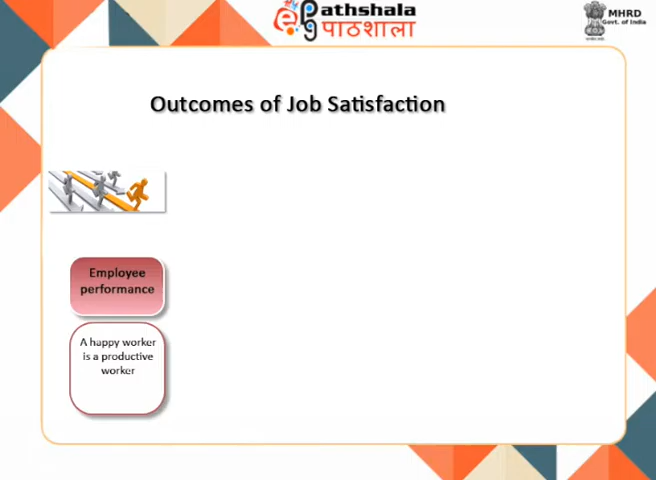 athshala
पाठशाला
MHRD
Govt. of India
Outcomes of Job Satisfaction
Employee
performance
A happy worker
is a productive
worker